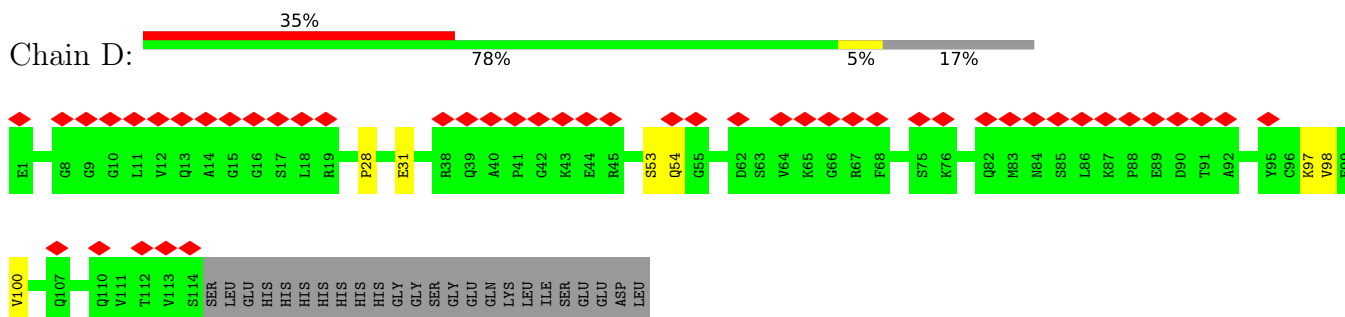 35%
Chain D:
78% 5% 17%
E1 G8 G9 G10 L11 V12 Q13 A14 G15 G16 S17 L18 R19 P28 E31 R38 Q39 A40 P41 G42 K43 E44 R45 S53 Q54 G55 D62 S63 V64 K65 G66 R67 F68 S75 K76 Q82 M83 N84 S85 L86 K87 P88 E89 D90 T91 A92 Y95 C96 K97 V98
V100 Q107 Q110 V111 T112 V113 S114 SER LEU GLU HIS HIS HIS HIS HIS HIS HIS HIS GLY GLY SER GLY GLU GLN LYS LEU ILE SER GLU GLU ASP LEU